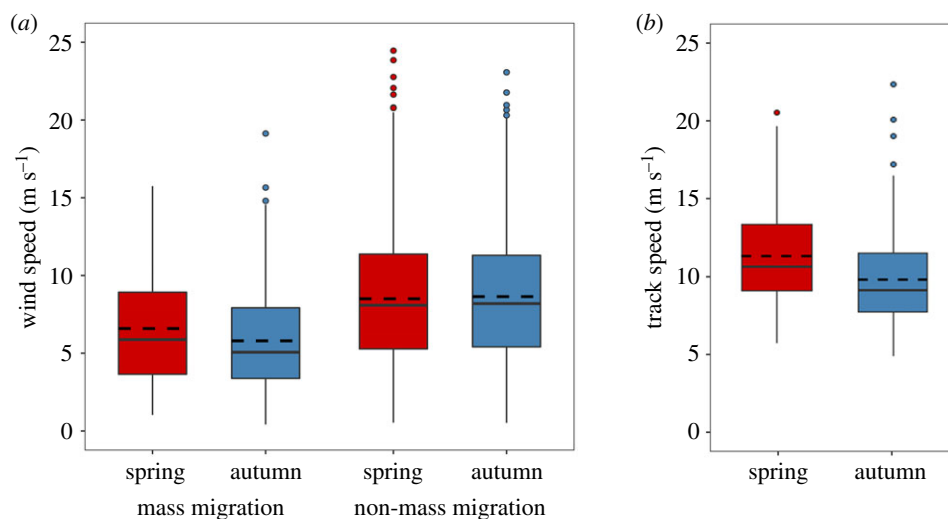 (a)
25
20
15
10
5
0
wind speed (m s⁻¹)
spring autumn spring autumn
mass migration non-mass migration
(b)
25
20
15
10
5
0
track speed (m s⁻¹)
spring autumn